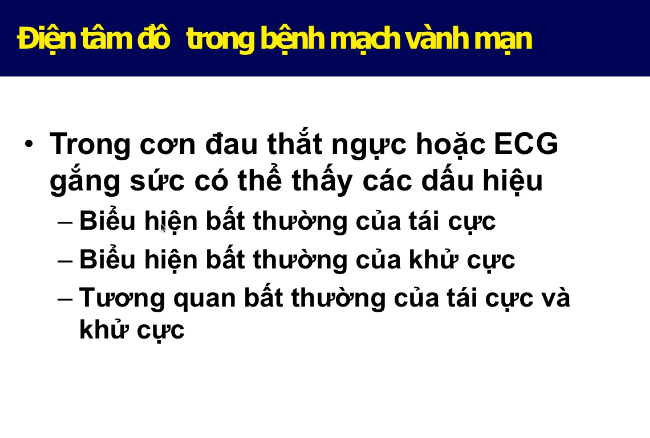 Điện tâm đồ trong bệnh mạch vành mạn
• Trong cơn đau thắt ngực hoặc ECG
gắng sức có thể thấy các dấu hiệu
– Biểu hiện bất thường của tái cực
– Biểu hiện bất thường của khử cực
– Tương quan bất thường của tái cực và
khử cực